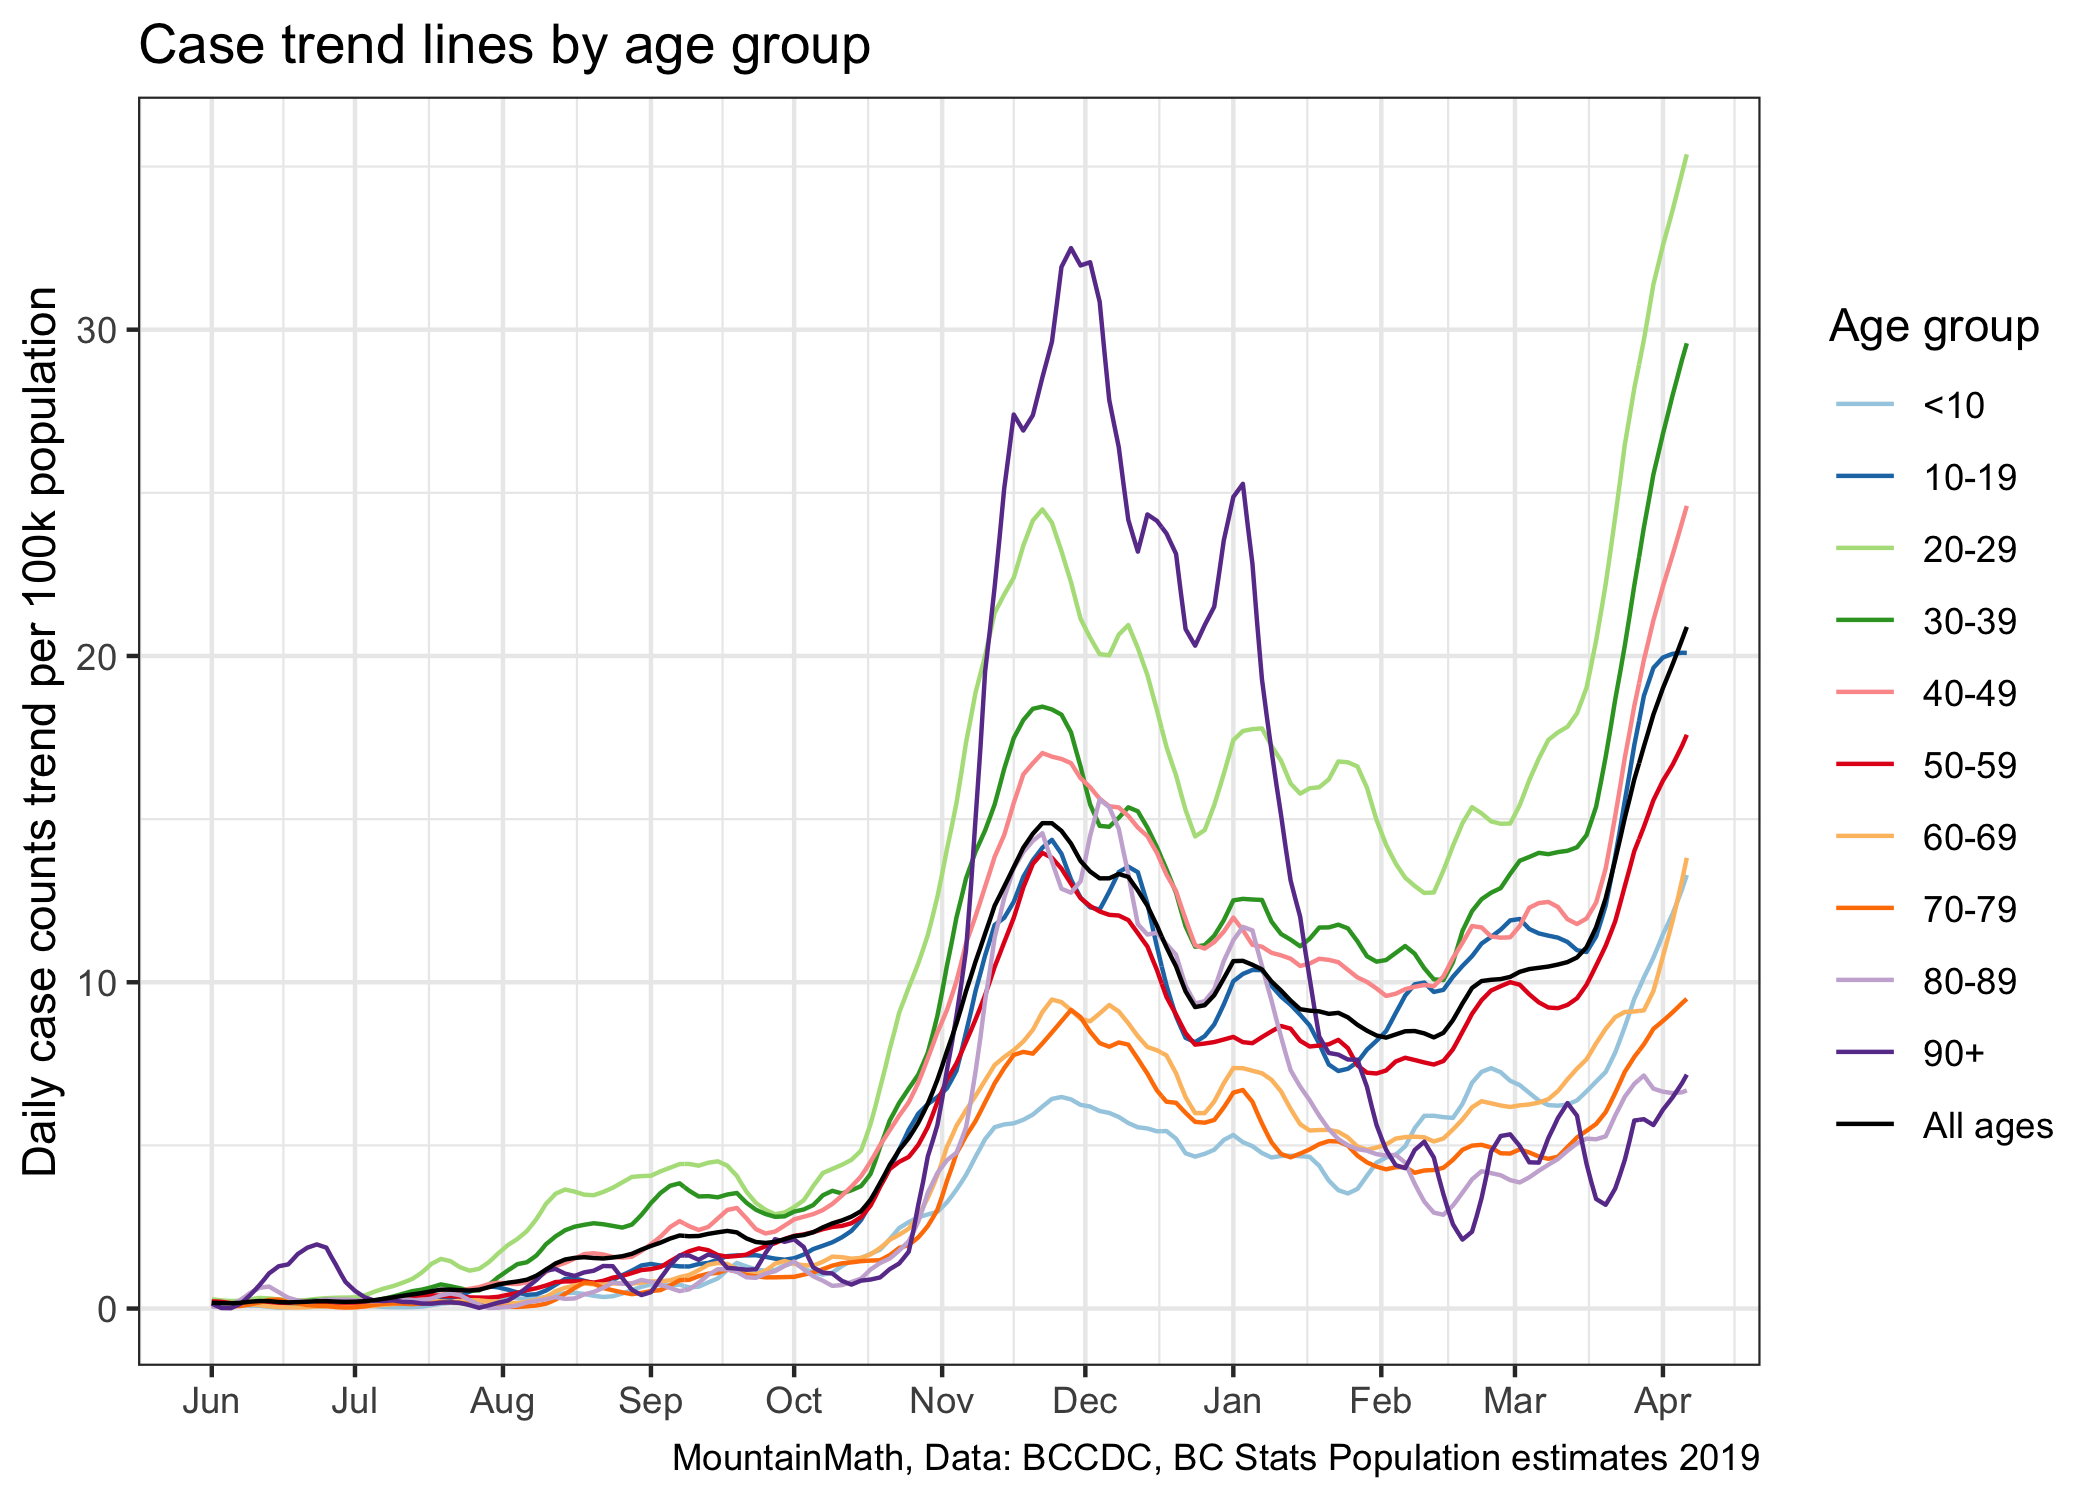 Case trend lines by age group
Daily case counts trend per 100k population
30
20
10
0
Jun Jul Aug Sep Oct Nov Dec Jan Feb Mar Apr
MountainMath, Data: BCCDC, BC Stats Population estimates 2019
Age group
<10
10-19
20-29
30-39
40-49
50-59
60-69
70-79
80-89
90+
All ages